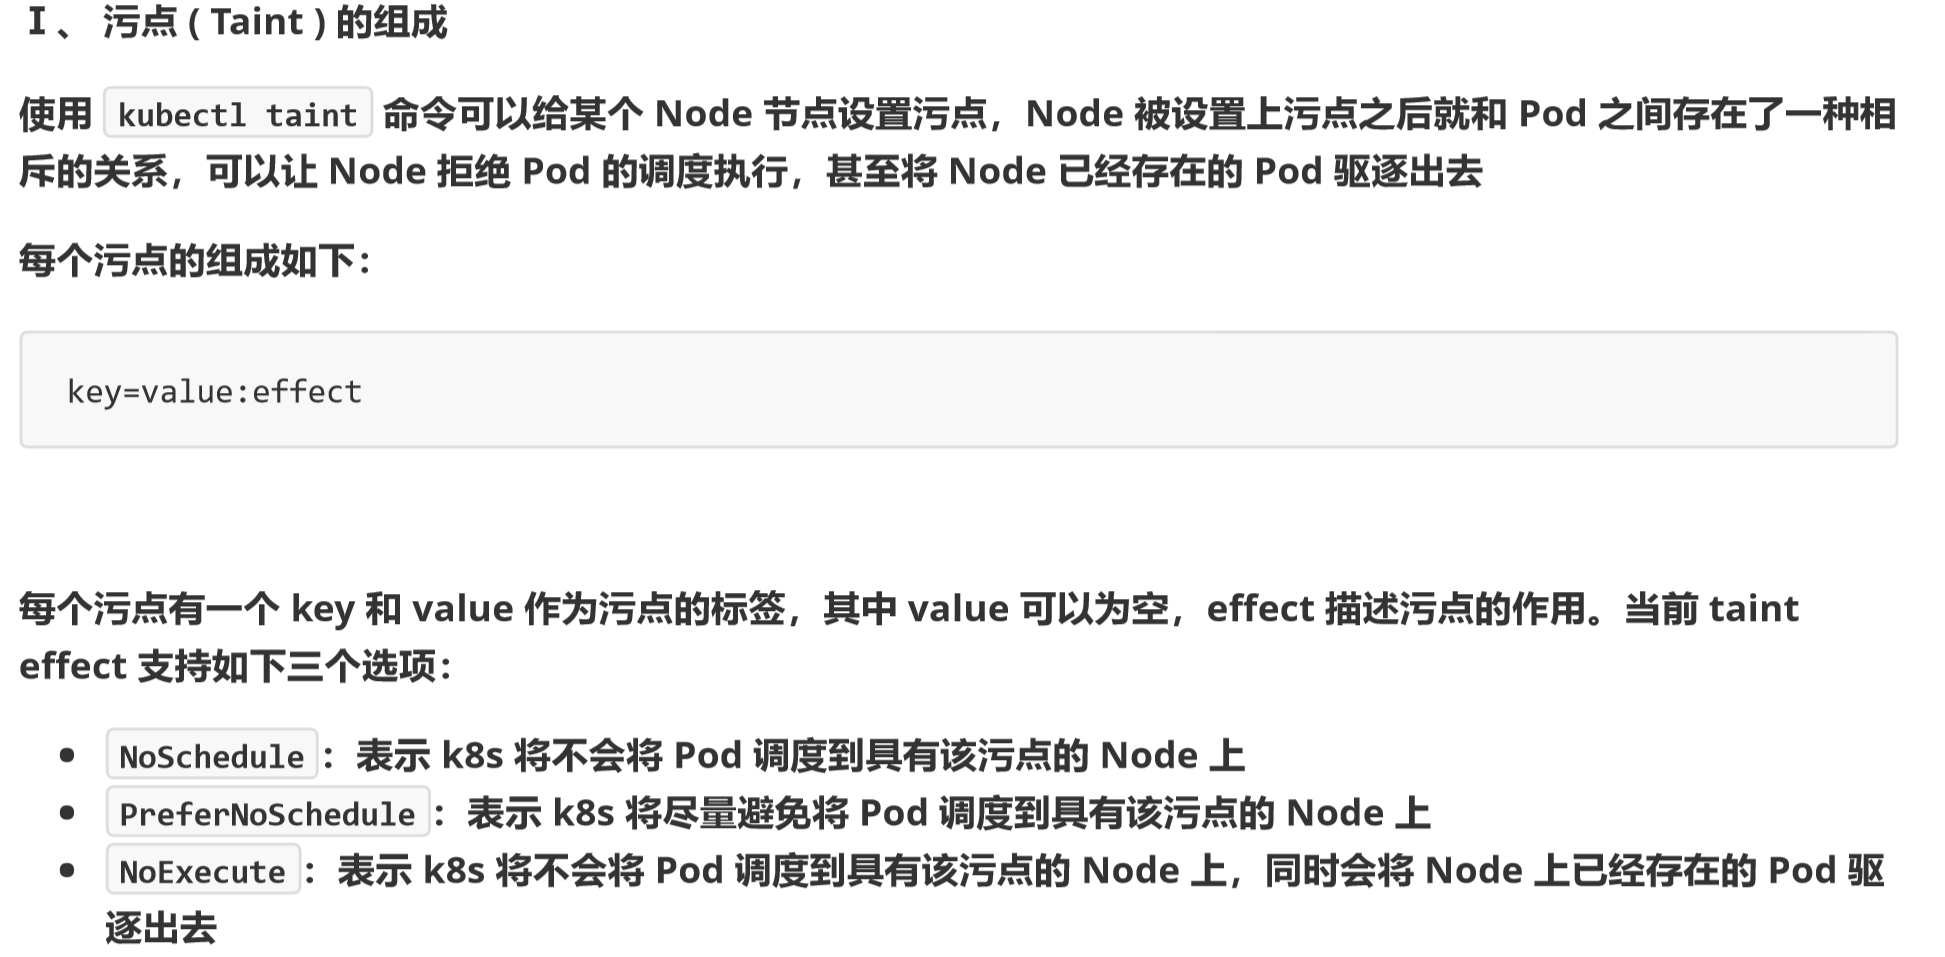 Ⅰ、 污点 ( Taint ) 的组成
使用 kubectl taint 命令可以给某个 Node 节点设置污点，Node 被设置上污点之后就和 Pod 之间存在了一种相
斥的关系，可以让 Node 拒绝 Pod 的调度执行，甚至将 Node 已经存在的 Pod 驱逐出去
每个污点的组成如下：
key=value:effect
每个污点有一个 key 和 value 作为污点的标签，其中 value 可以为空，effect 描述污点的作用。当前 taint
effect 支持如下三个选项：
• NoSchedule：表示 k8s 将不会将 Pod 调度到具有该污点的 Node 上
• PreferNoSchedule：表示 k8s 将尽量避免将 Pod 调度到具有该污点的 Node 上
• NoExecute：表示 k8s 将不会将 Pod 调度到具有该污点的 Node 上，同时会将 Node 上已经存在的 Pod 驱
逐出去